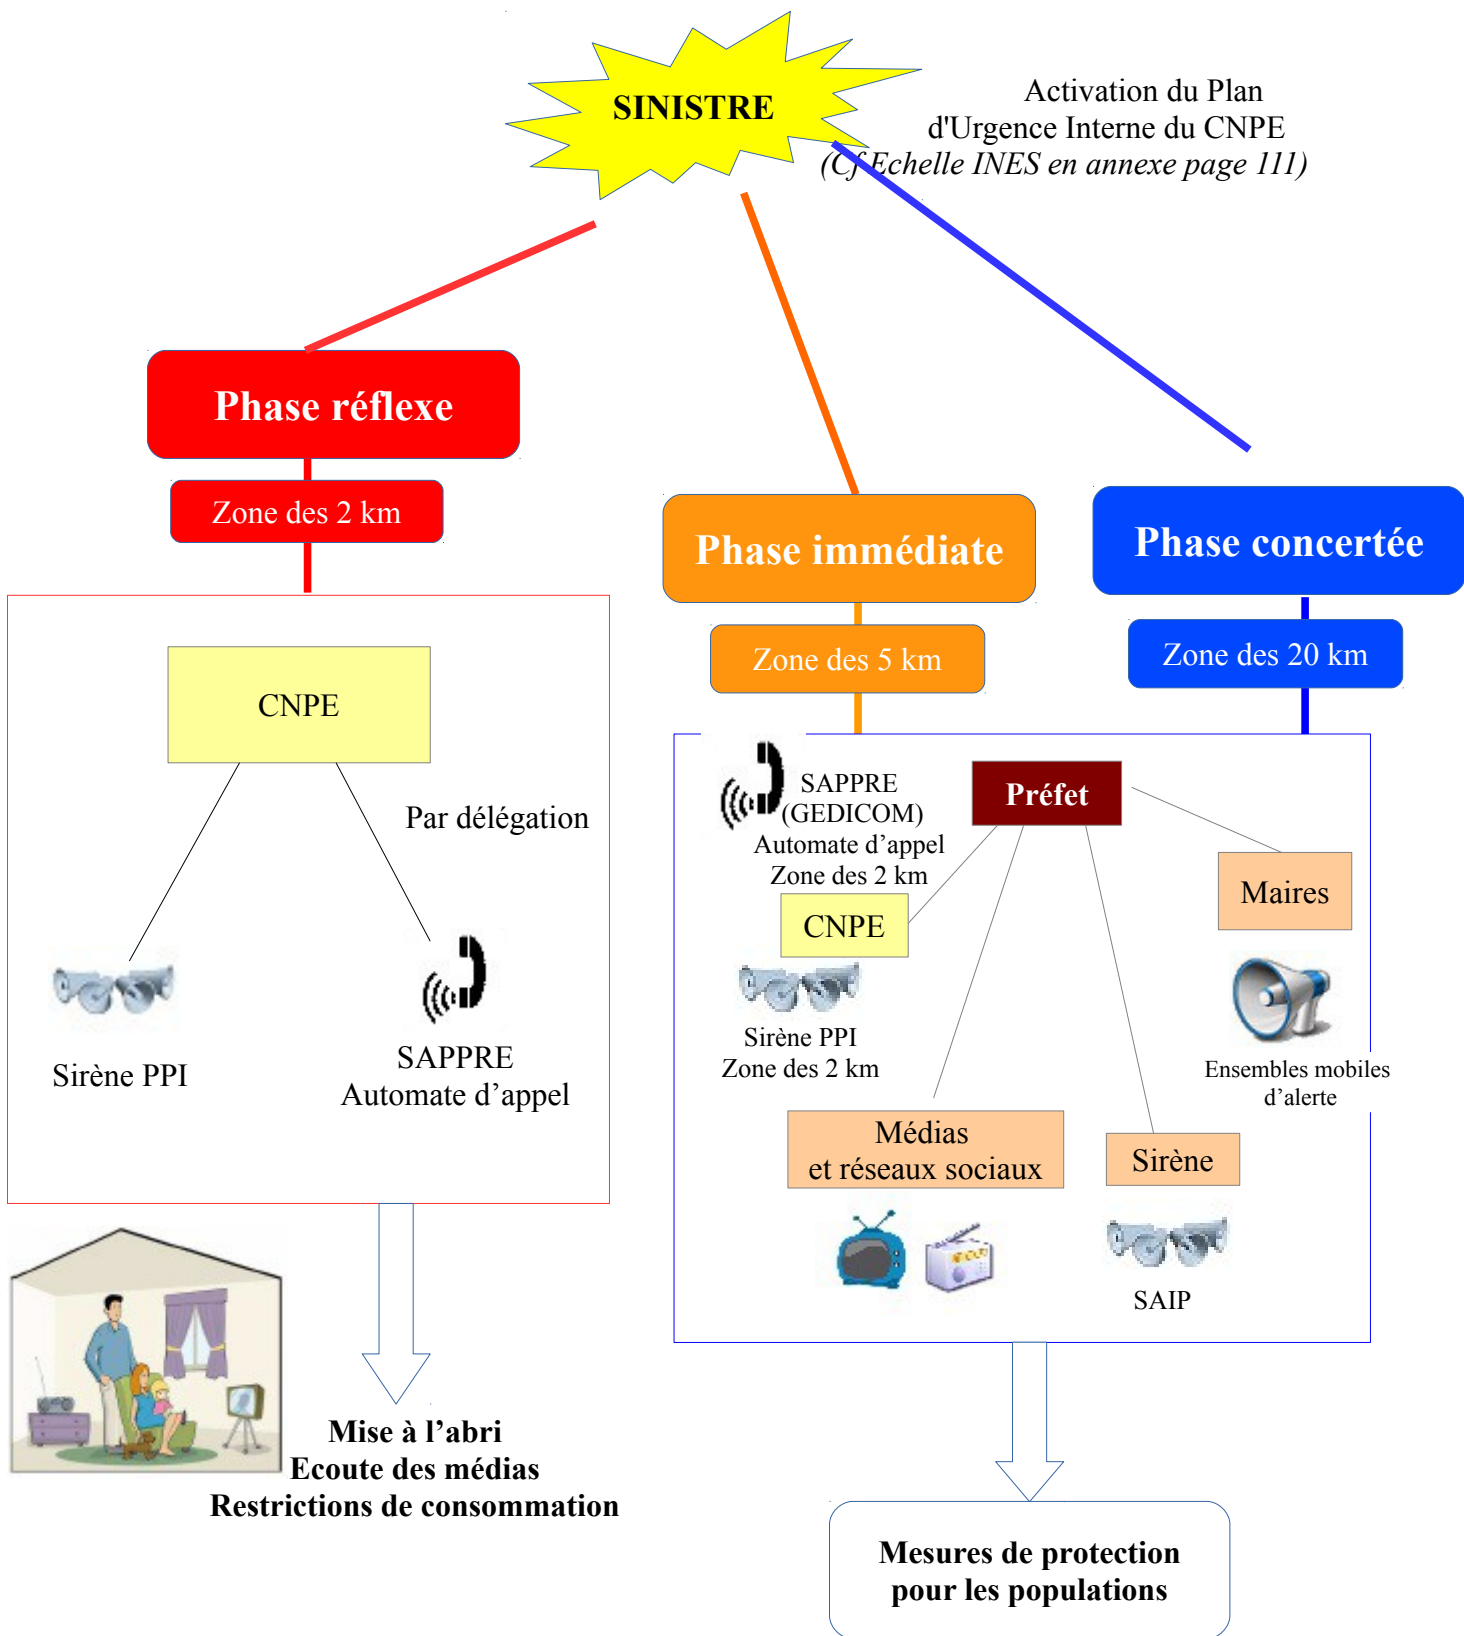 SINISTRE
Activation du Plan
d'Urgence Interne du CNPE
(Cf Echelle INES en annexe page 111)
Phase réflexe
Zone des 2 km
CNPE
Par délégation
Sirène PPI
SAPPRE
Automate d’appel
Mise à l’abri
Ecoute des médias
Restrictions de consommation
Phase immédiate
Zone des 5 km
Phase concertée
Zone des 20 km
SAPPRE
(GEDICOM)
Automate d’appel
Zone des 2 km
Préfet
CNPE
Sirène PPI
Zone des 2 km
Maires
Ensembles mobiles
d’alerte
Médias
et réseaux sociaux
Sirène
SAIP
Mesures de protection
pour les populations